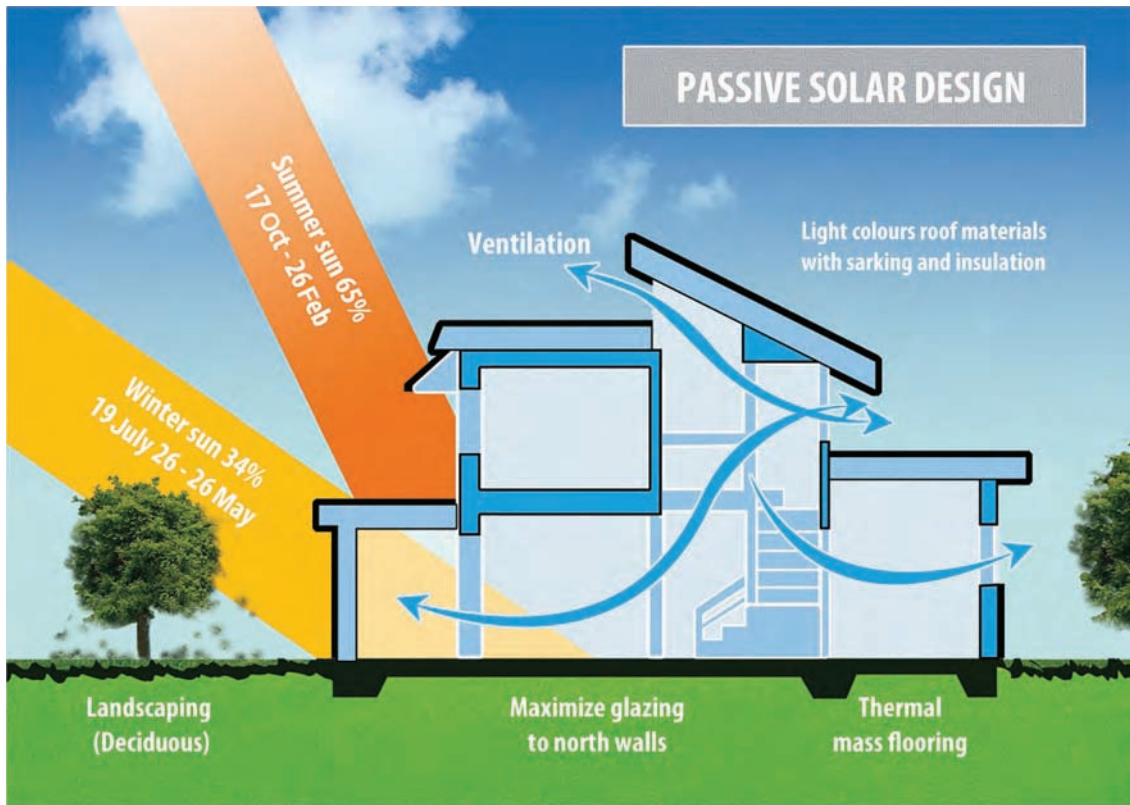 PASSIVE SOLAR DESIGN
Summer sun 65%
17 Oct - 26 Feb
Ventilation
Light colours roof materials
with sarking and insulation
Winter sun 34%
19 July 26 - 26 May
Landscaping
(Deciduous)
Maximize glazing
to north walls
Thermal
mass flooring